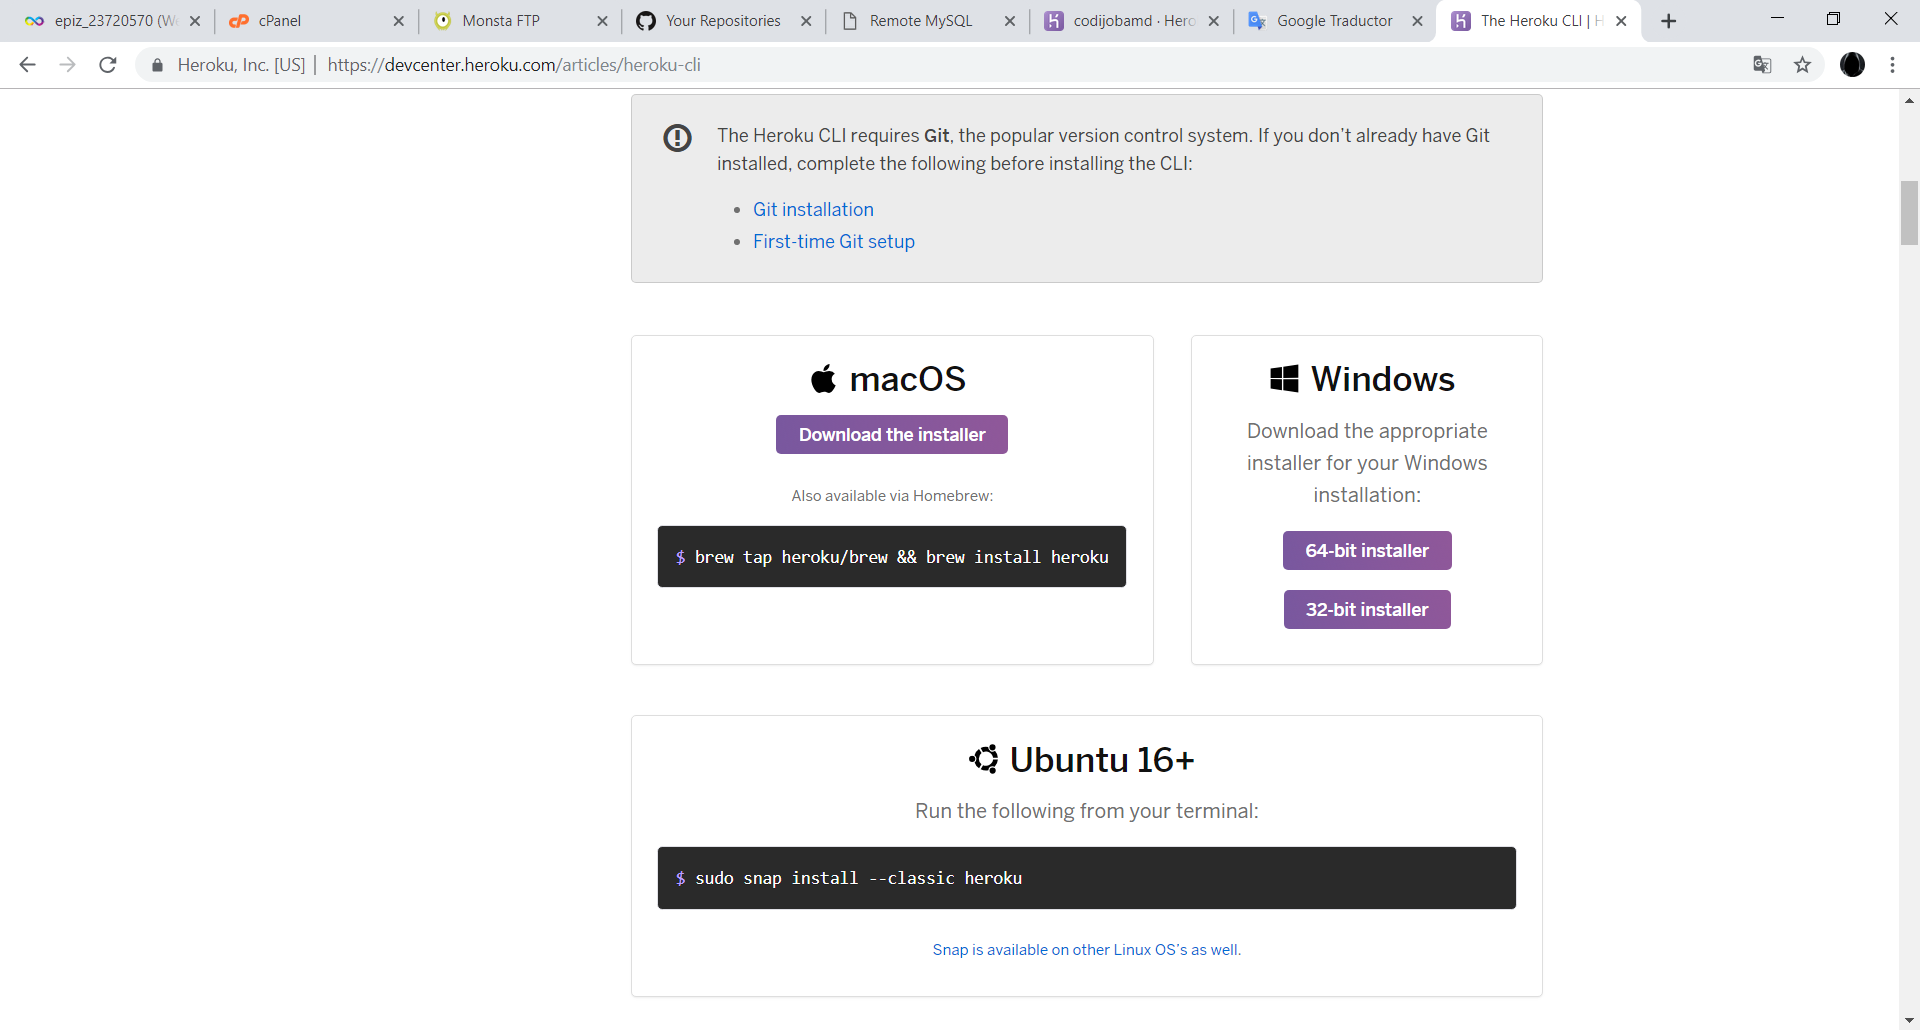 epiz_23720570 (W
cPanel
Monsta FTP
Your Repositories
Remote MySQL
codijobamd · Hero
Google Traductor
The Heroku CLI | H
Heroku, Inc. [US] | https://devcenter.heroku.com/articles/heroku-cli
The Heroku CLI requires Git, the popular version control system. If you don’t already have Git
installed, complete the following before installing the CLI:
• Git installation
• First-time Git setup
macOS
Download the installer
Also available via Homebrew:
$ brew tap heroku/brew && brew install heroku
Windows
Download the appropriate
installer for your Windows
installation:
64-bit installer
32-bit installer
Ubuntu 16+
Run the following from your terminal:
$ sudo snap install --classic heroku
Snap is available on other Linux OS’s as well.